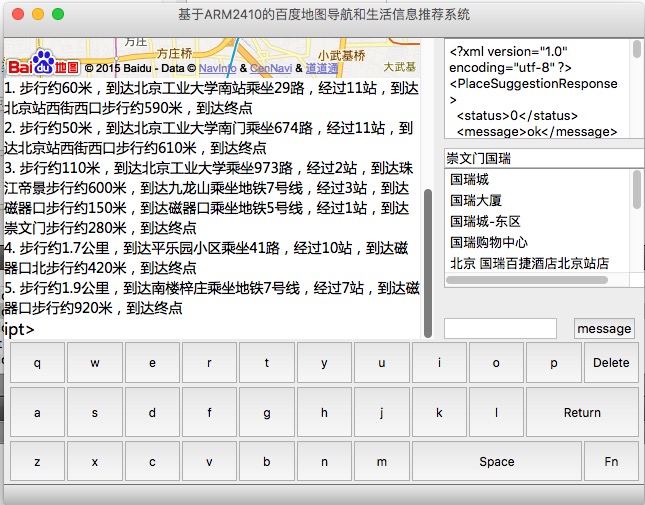 基于ARM2410的百度地图导航和生活信息推荐系统
方庄
方庄桥
小武基桥
大武基
Bai du 地图 © 2015 Baidu - Data © NavInfo & CenNavi & 道道通
1. 步行约60米，到达北京工业大学南站乘坐29路，经过11站，到达
北京站西街西口步行约590米，到达终点
2. 步行约50米，到达北京工业大学南门乘坐674路，经过11站，到
达北京站西街西口步行约610米，到达终点
3. 步行约110米，到达北京工业大学乘坐973路，经过2站，到达珠
江帝景步行约600米，到达九龙山乘坐地铁7号线，经过3站，到达
磁器口步行约150米，到达磁器口乘坐地铁5号线，经过1站，到达
崇文门步行约280米，到达终点
4. 步行约1.7公里，到达平乐园小区乘坐41路，经过10站，到达磁
器口北步行约420米，到达终点
5. 步行约1.9公里，到达南楼梓庄乘坐地铁7号线，经过7站，到达磁
器口步行约920米，到达终点
ipt>
<?xml version="1.0"
encoding="utf-8" ?>
<PlaceSuggestionResponse
>
<status>0</status>
<message>ok</message>
崇文门国瑞
国瑞城
国瑞大厦
国瑞城-东区
国瑞购物中心
北京 国瑞百捷酒店北京站店
message
q w e r t y u i o p Delete
a s d f g h j k l Return
z x c v b n m Space Fn